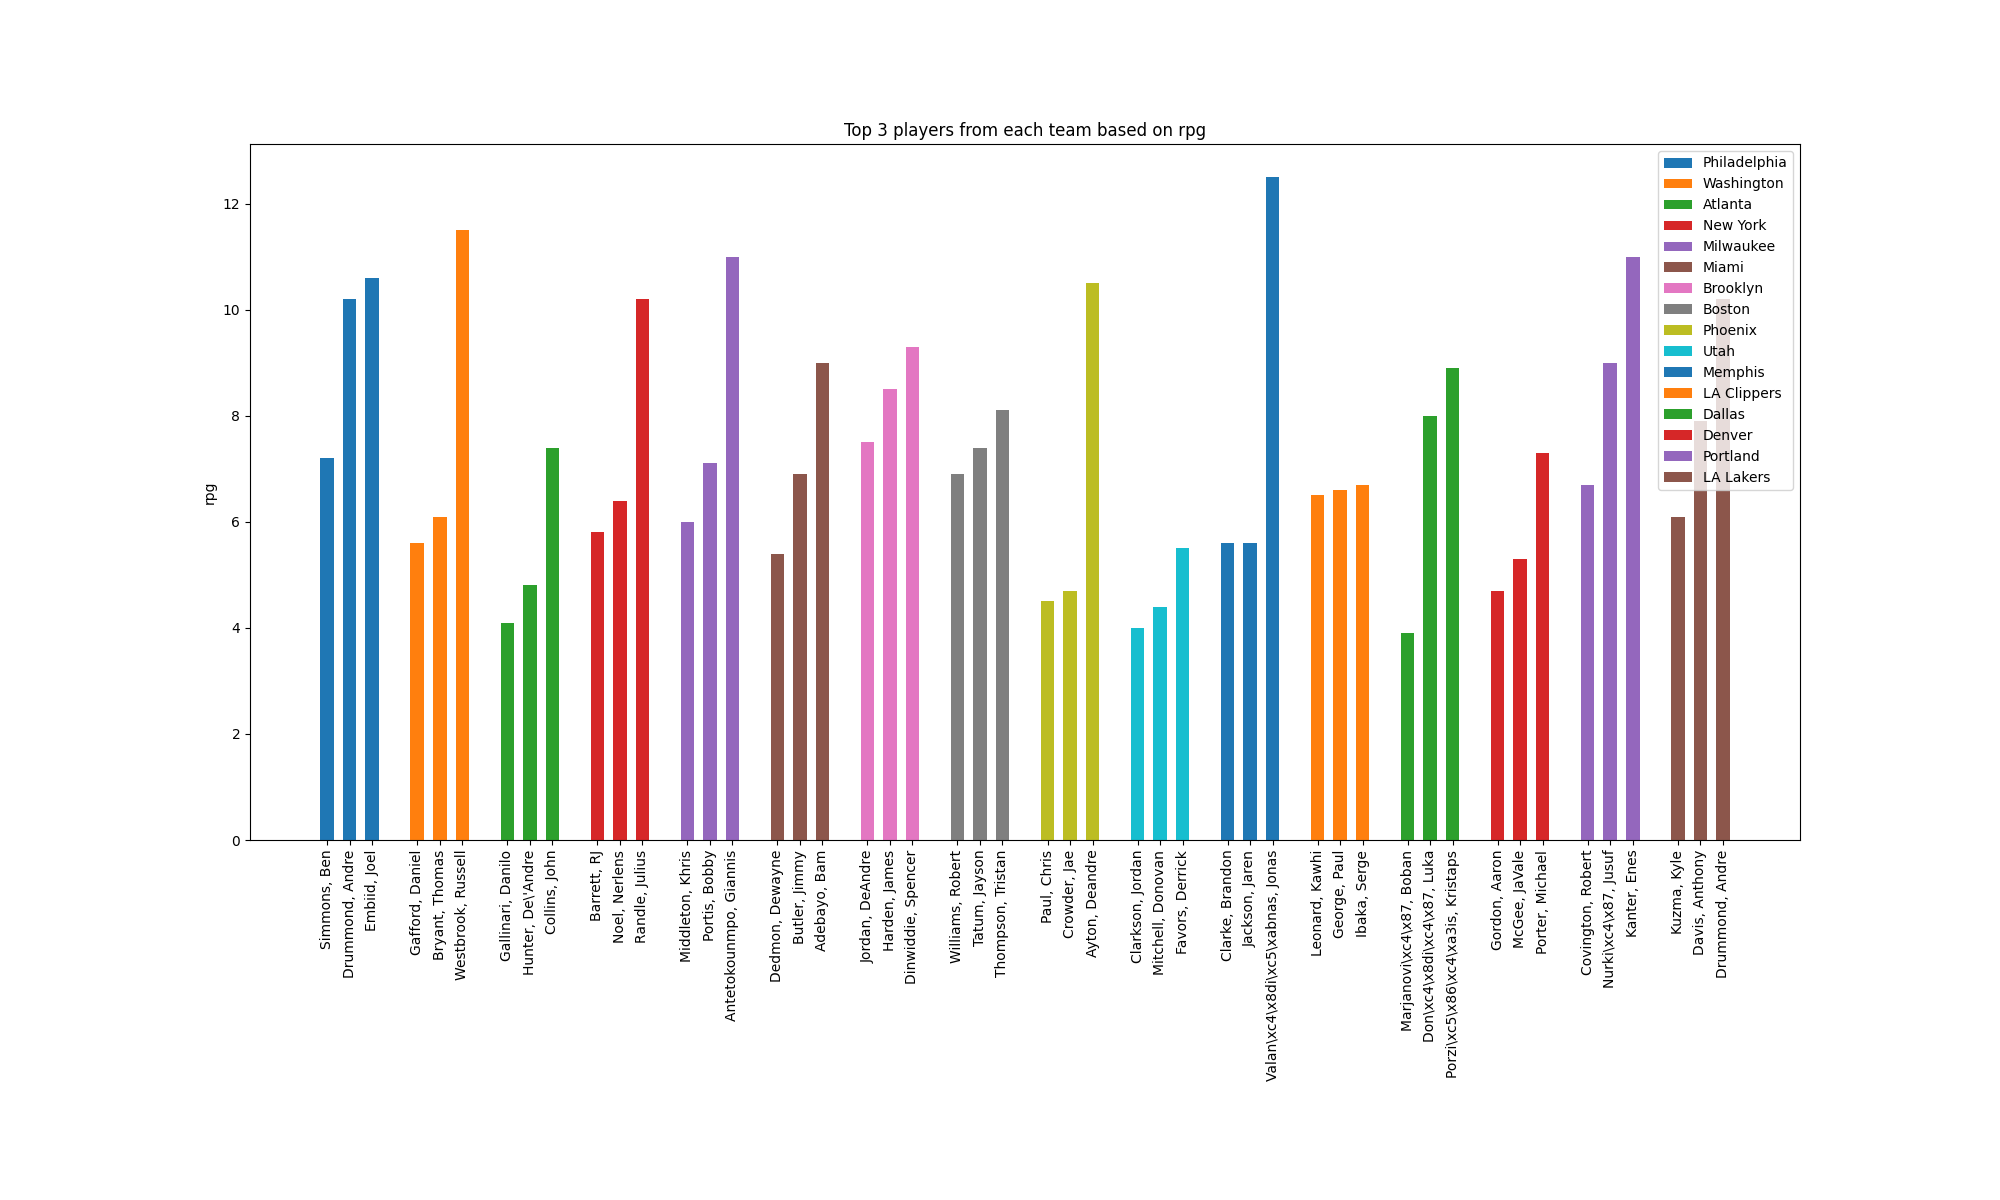 Top 3 players from each team based on rpg
Philadelphia
Washington
Atlanta
New York
Milwaukee
Miami
Brooklyn
Boston
Phoenix
Utah
Memphis
LA Clippers
Dallas
Denver
Portland
LA Lakers
rpg
12
10
8
6
4
2
0
Simmons, Ben
Drummond, Andre
Embiid, Joel
Gafford, Daniel
Bryant, Thomas
Westbrook, Russell
Gallinari, Danilo
Hunter, De\'Andre
Collins, John
Barrett, RJ
Noel, Nerlens
Randle, Julius
Middleton, Khris
Portis, Bobby
Antetokounmpo, Giannis
Dedmon, Dewayne
Butler, Jimmy
Adebayo, Bam
Jordan, DeAndre
Harden, James
Dinwiddie, Spencer
Williams, Robert
Tatum, Jayson
Thompson, Tristan
Paul, Chris
Crowder, Jae
Ayton, Deandre
Clarkson, Jordan
Mitchell, Donovan
Favors, Derrick
Clarke, Brandon
Jackson, Jaren
Valan\xc4\x8di\xc5\xabnas, Jonas
Leonard, Kawhi
George, Paul
Ibaka, Serge
Marjanovi\xc4\x87, Boban
Don\xc4\x8di\xc4\x87, Luka
Porzi\xc5\x86\xc4\xa3is, Kristaps
Gordon, Aaron
McGee, JaVale
Porter, Michael
Covington, Robert
Nurki\xc4\x87, Jusuf
Kanter, Enes
Kuzma, Kyle
Davis, Anthony
Drummond, Andre